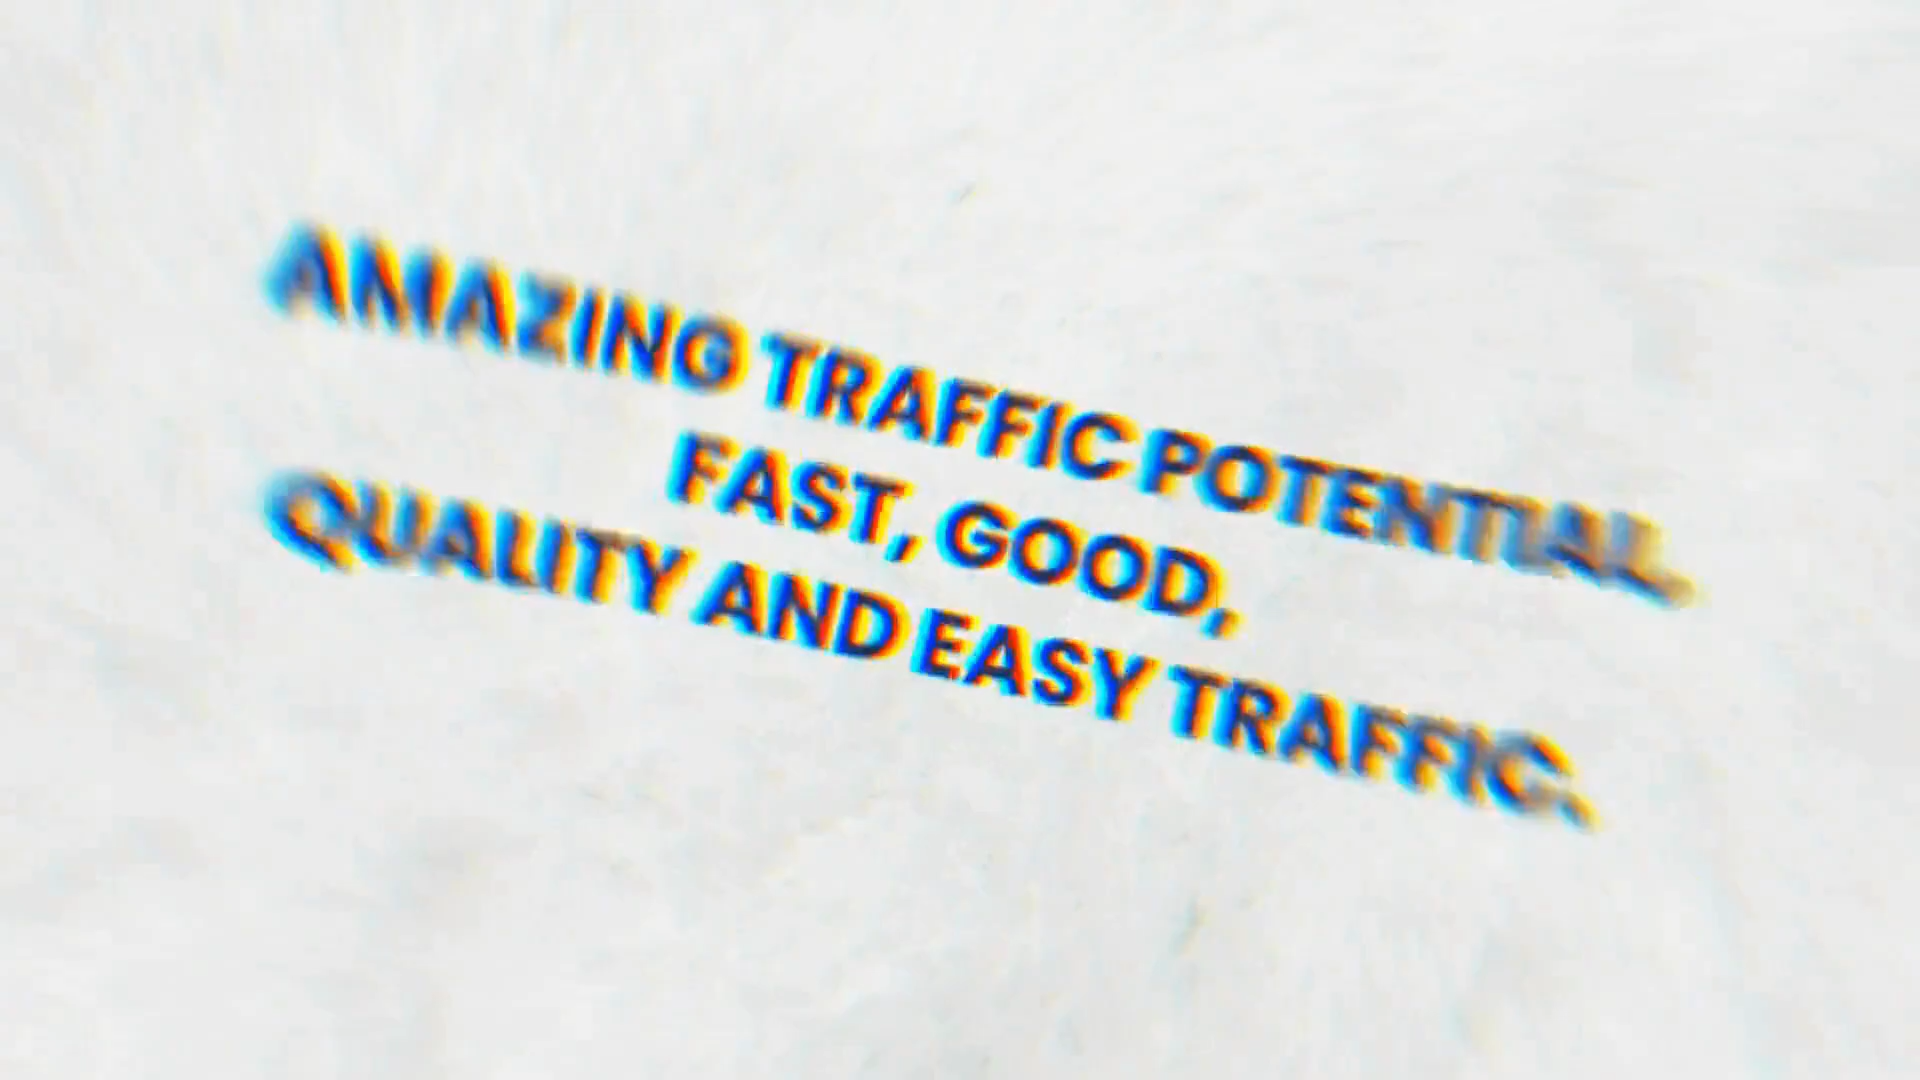 AMAZING TRAFFIC POTENTIAL.
FAST, GOOD,
QUALITY AND EASY TRAFFIC.